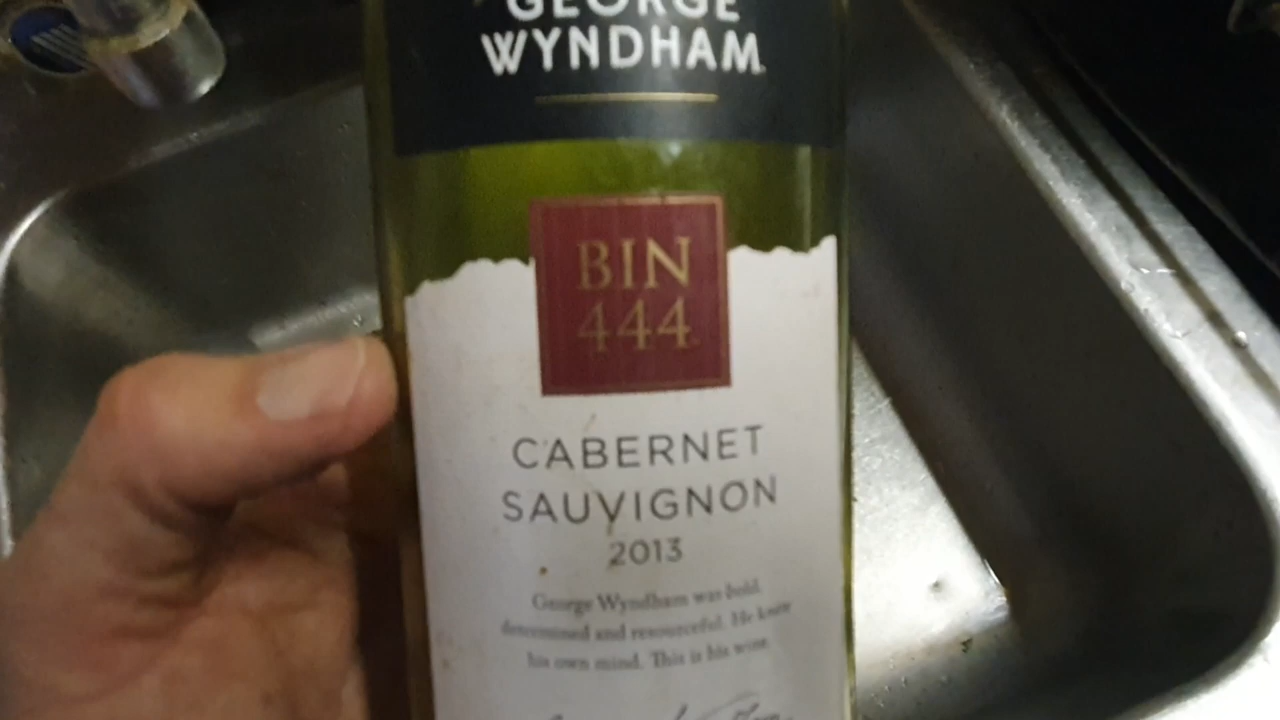 GEORGE
WYNDHAM
BIN
444
CABERNET
SAUVIGNON
2013
George Wyndham was bold,
determined and resourceful. He knew
his own mind. This is his wine.